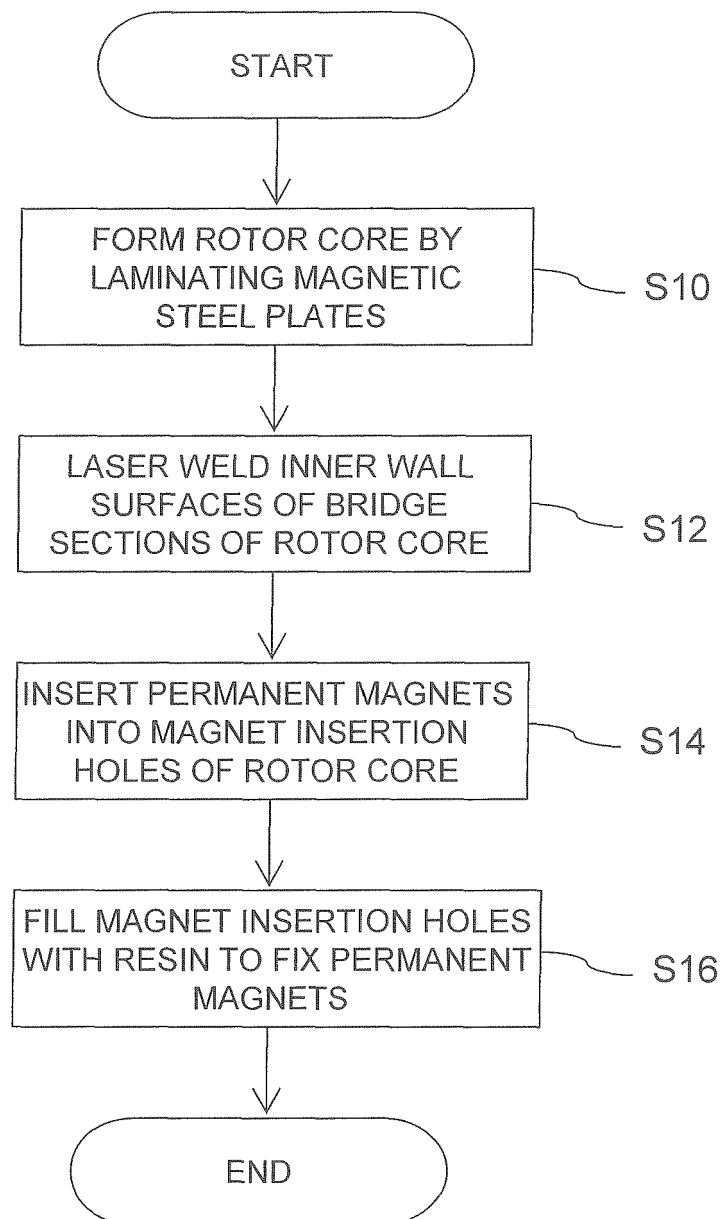 START
FORM ROTOR CORE BY
LAMINATING MAGNETIC
STEEL PLATES
S10
LASER WELD INNER WALL
SURFACES OF BRIDGE
SECTIONS OF ROTOR CORE
S12
INSERT PERMANENT MAGNETS
INTO MAGNET INSERTION
HOLES OF ROTOR CORE
S14
FILL MAGNET INSERTION HOLES
WITH RESIN TO FIX PERMANENT
MAGNETS
S16
END